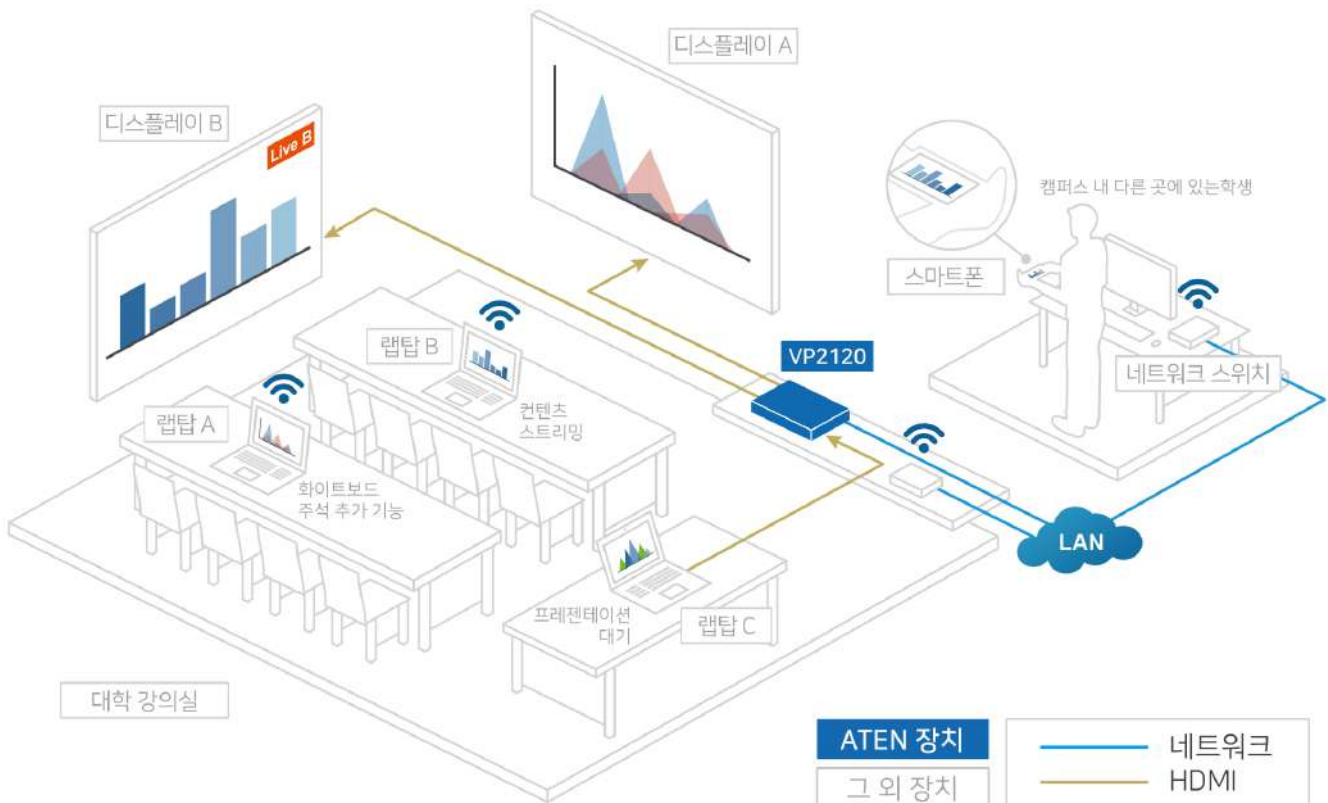 디스플레이 A
디스플레이 B
Live B
캠퍼스 내 다른 곳에 있는학생
스마트폰
랩탑 B
VP2120
네트워크 스위치
랩탑 A
컨텐츠
스트리밍
화이트보드
주석 추가 기능
LAN
프레젠테이션
대기
랩탑 C
대학 강의실
ATEN 장치
그 외 장치
네트워크
HDMI